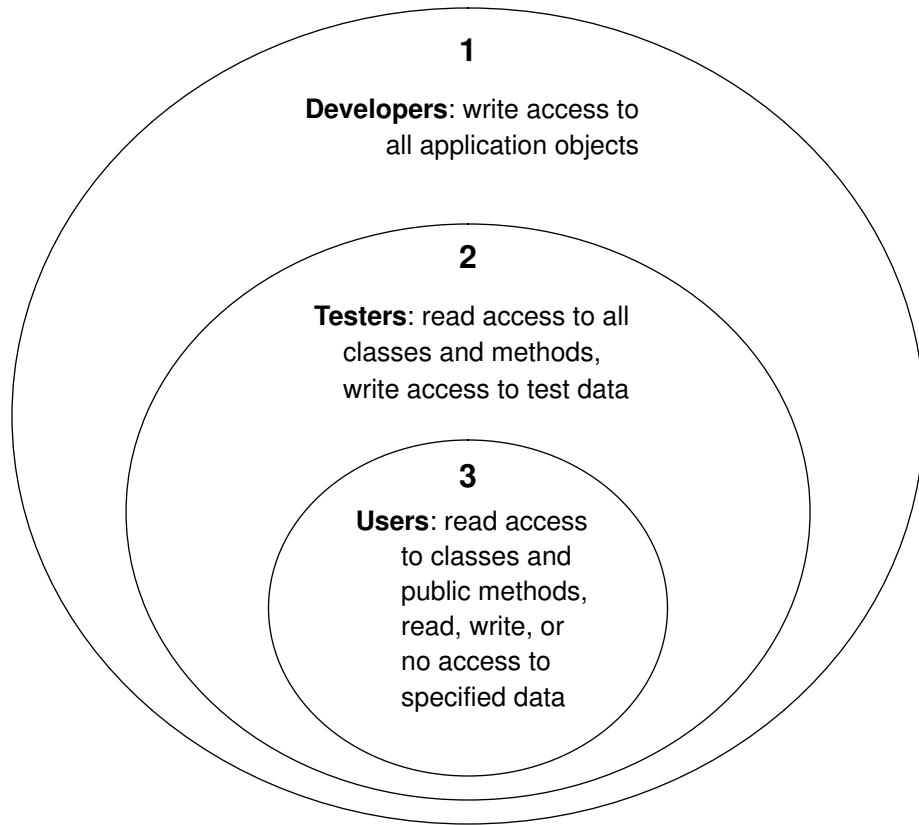 1
Developers: write access to
all application objects
2
Testers: read access to all
classes and methods,
write access to test data
3
Users: read access
to classes and
public methods,
read, write, or
no access to
specified data